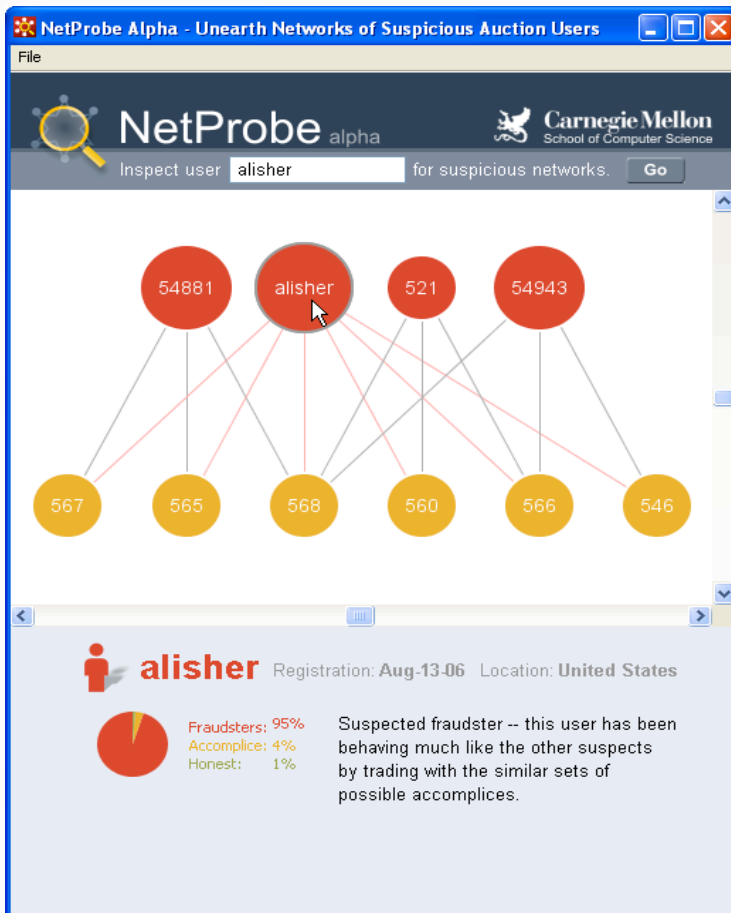 NetProbe Alpha - Unearth Networks of Suspicious Auction Users
File
NetProbe alpha
Carnegie Mellon
School of Computer Science
Inspect user alisher for suspicious networks. Go
54881 alisher 521 54943
567 565 568 560 566 546
alisher Registration: Aug-13-06 Location: United States
Fraudsters: 95%
Accomplice: 4%
Honest: 1%
Suspected fraudster -- this user has been
behaving much like the other suspects
by trading with the similar sets of
possible accomplices.